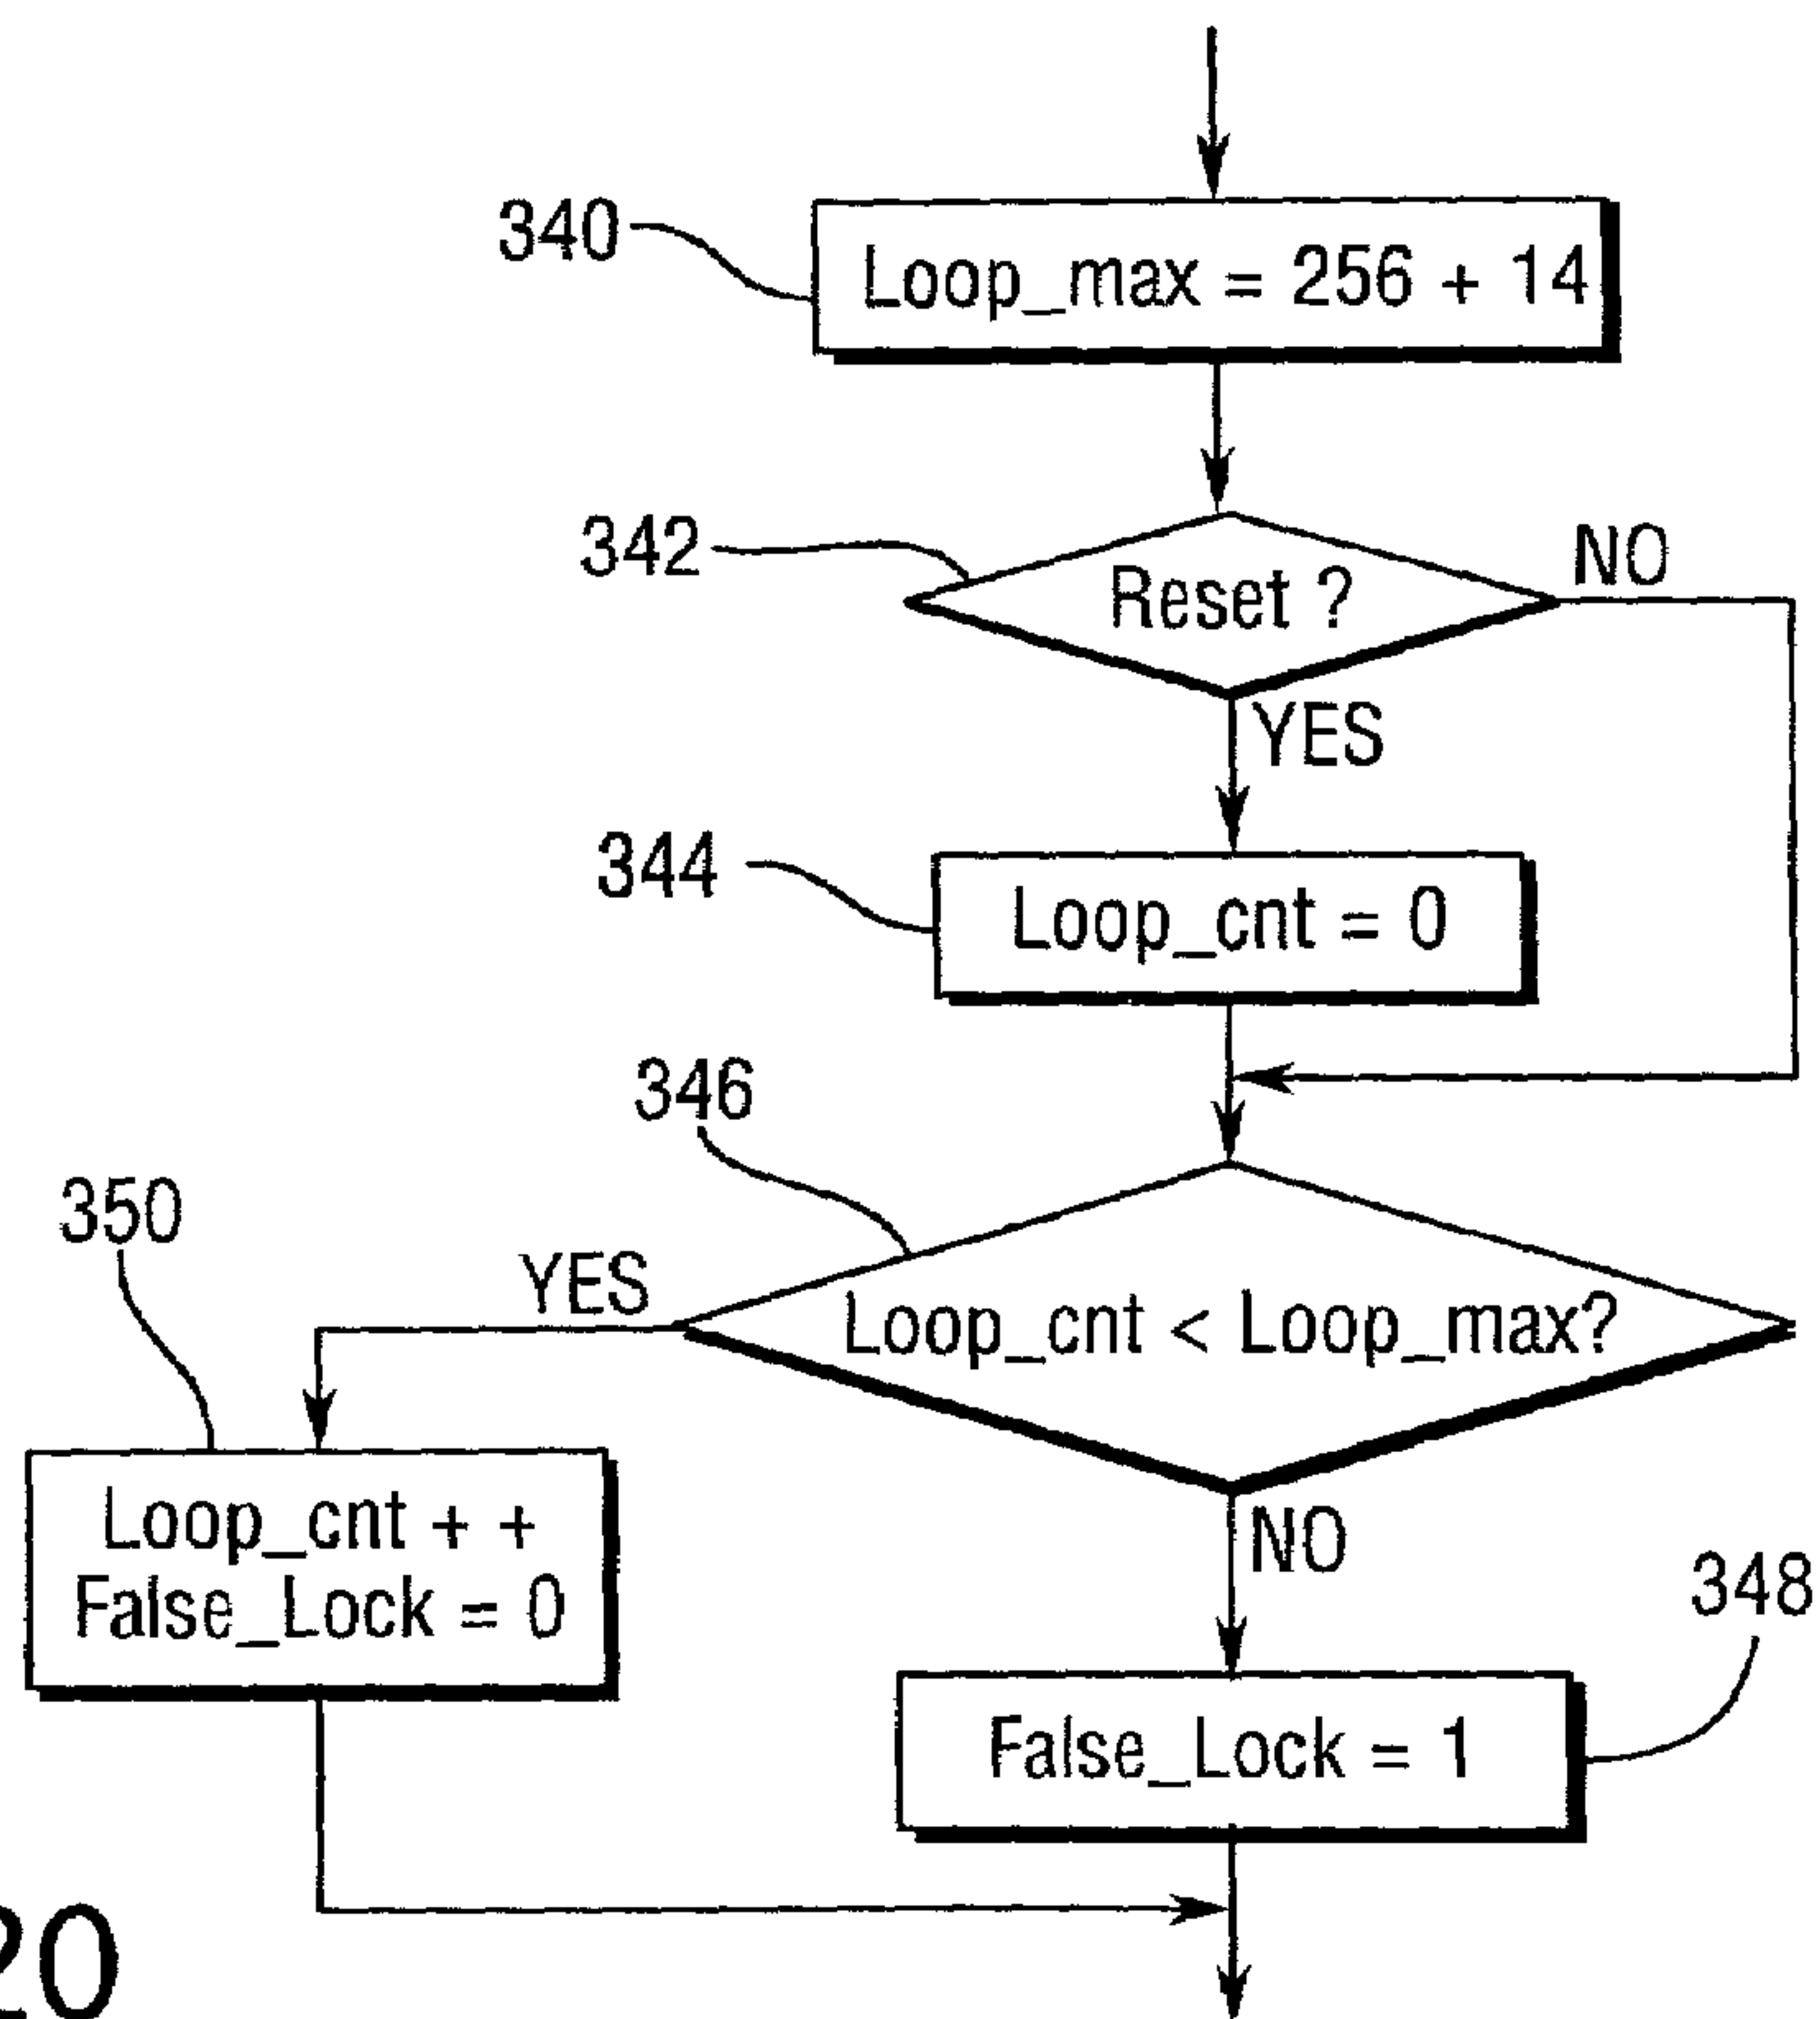 340
Loop_max = 256 + 14
342
Reset ?
NO
YES
344
Loop_cnt = 0
346
350
YES
Loop_cnt < Loop_max?
Loop_cnt + +
False_Lock = 0
NO
348
False_Lock = 1
20